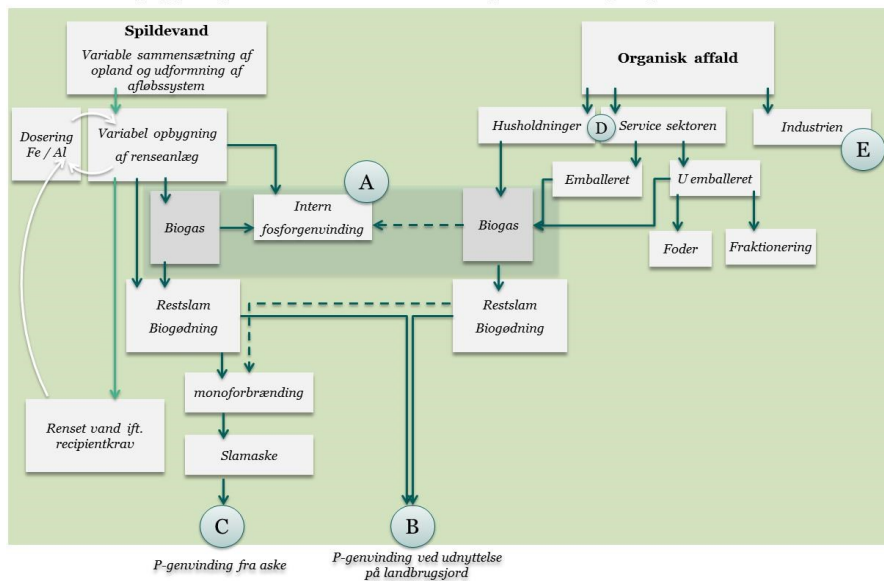 Spildevand
Variable sammensætning af
opland og udformning af
afløbssystem
Organisk affald
Dosering
Fe / Al
Variabel opbygning
af renseanlæg
Husholdninger
D
Service sektoren
Industrien
E
A
Emballeret
U emballeret
Biogas
Intern
fosforgenvinding
Biogas
Foder
Fraktionering
Restslam
Biogødning
Restslam
Biogødning
monoforbrænding
Renset vand ift.
recipientkrav
Slamaske
C
B
P-genvinding fra aske
P-genvinding ved udnyttelse
på landbrugsjord